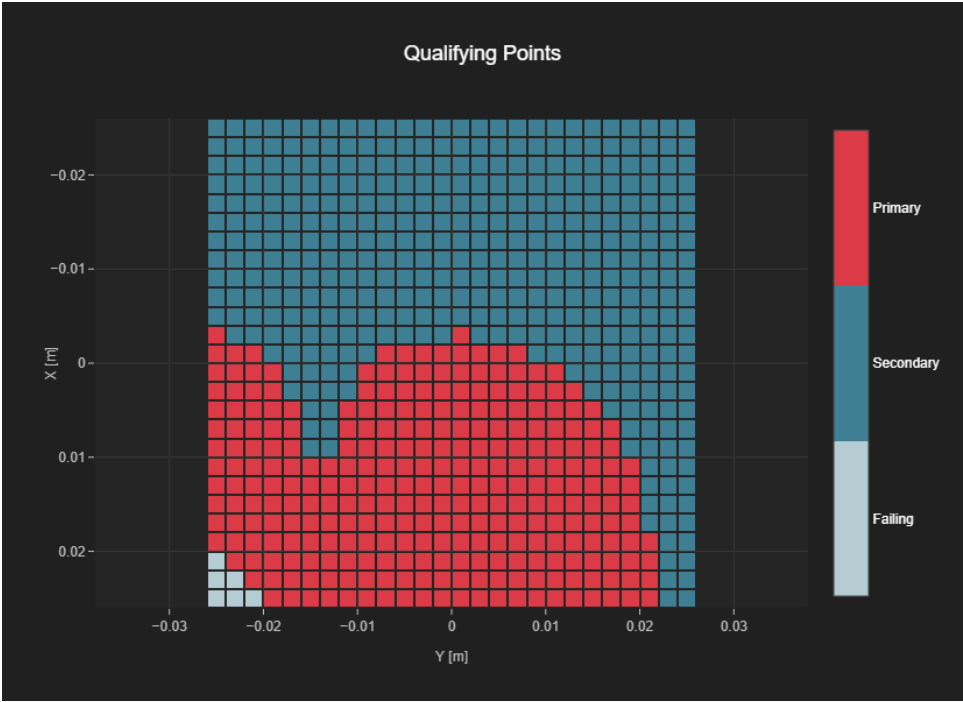 Qualifying Points
−0.02
−0.01
0
0.01
0.02
X [m]
−0.03
−0.02
−0.01
0
0.01
0.02
0.03
Y [m]
Primary
Secondary
Failing